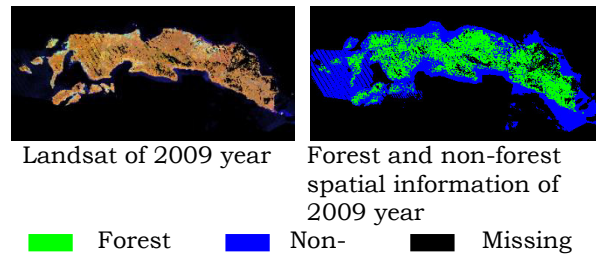 Landsat of 2009 year
Forest and non-forest
spatial information of
2009 year
Forest Non- Missing